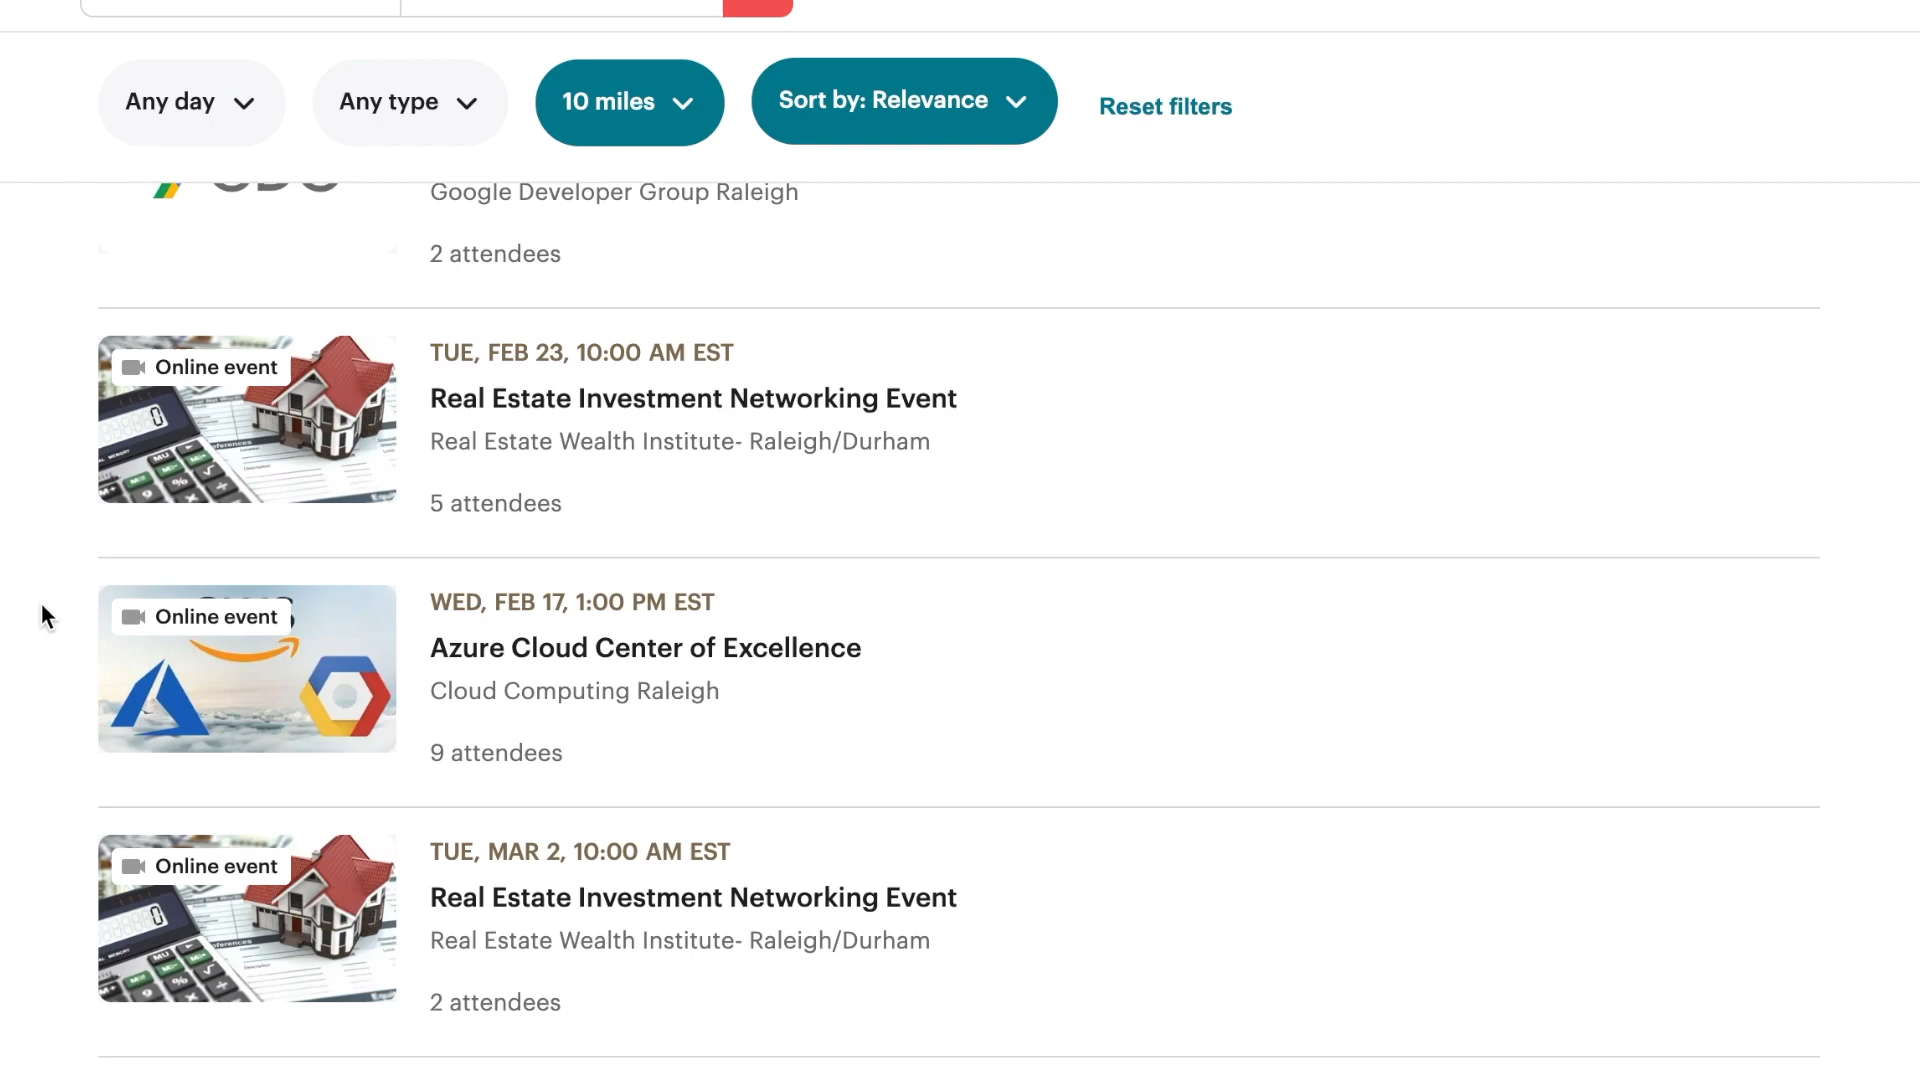 Any day
Any type
10 miles
Sort by: Relevance
Reset filters
Google Developer Group Raleigh
2 attendees
Online event
TUE, FEB 23, 10:00 AM EST
Real Estate Investment Networking Event
Real Estate Wealth Institute- Raleigh/Durham
5 attendees
Online event
WED, FEB 17, 1:00 PM EST
Azure Cloud Center of Excellence
Cloud Computing Raleigh
9 attendees
Online event
TUE, MAR 2, 10:00 AM EST
Real Estate Investment Networking Event
Real Estate Wealth Institute- Raleigh/Durham
2 attendees